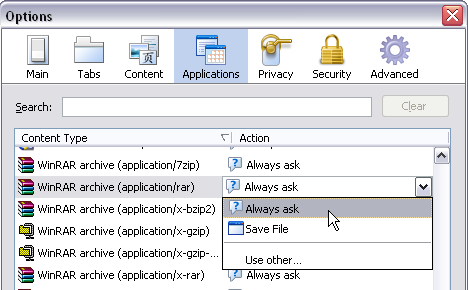 Options
Main Tabs Content Applications Privacy Security Advanced
Search: Clear
Content Type Action
WinRAR archive (application/7zip) Always ask
WinRAR archive (application/rar) Always ask
WinRAR archive (application/x-bzip2) Always ask
WinRAR archive (application/x-gzip) Save File
WinRAR archive (application/x-gzip-... Use other...
WinRAR archive (application/x-rar) Always ask